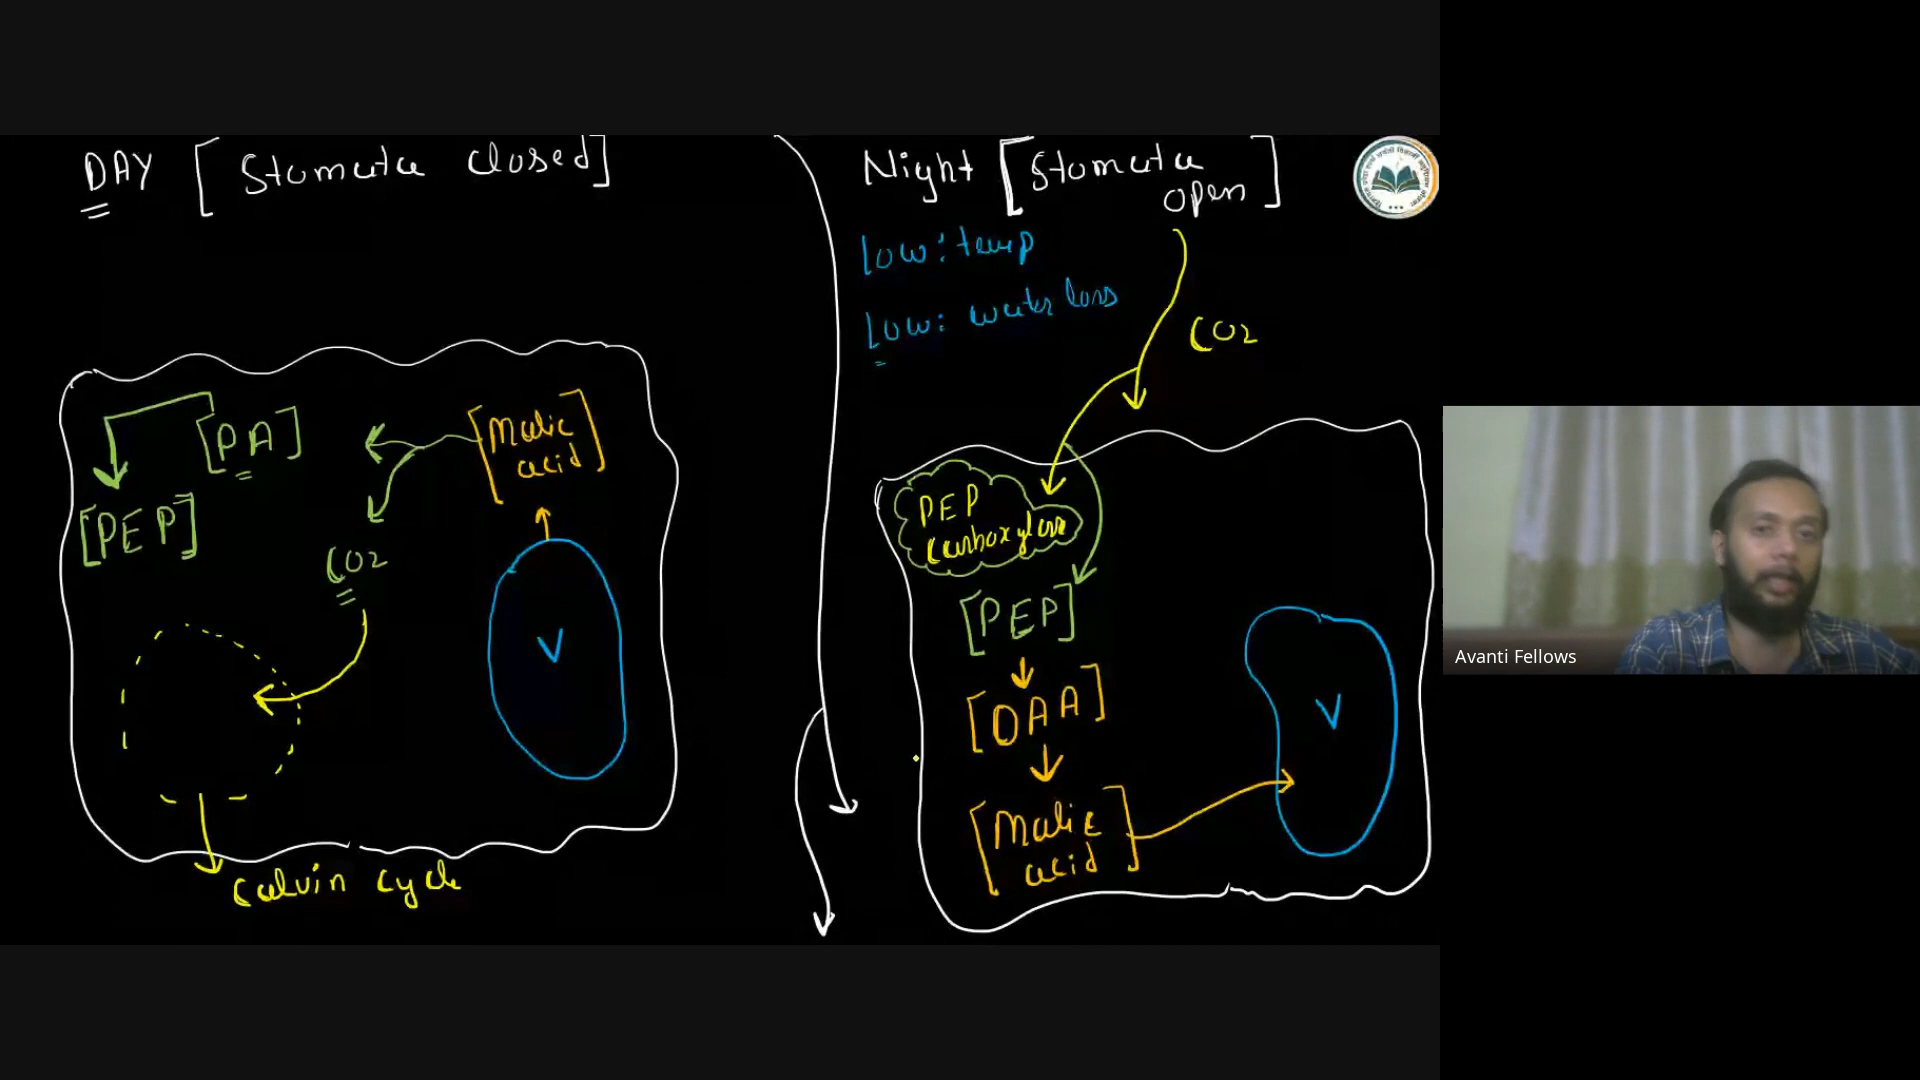 DAY [Stomata closed]
Night [Stomata
open]
Low: temp
Low: water loss
CO2
[PA]
[Malic
acid]
[PEP]
CO2
V
Calvin cycle
PEP
Carboxylase
[PEP]
[OAA]
[Malic
acid]
V
Avanti Fellows